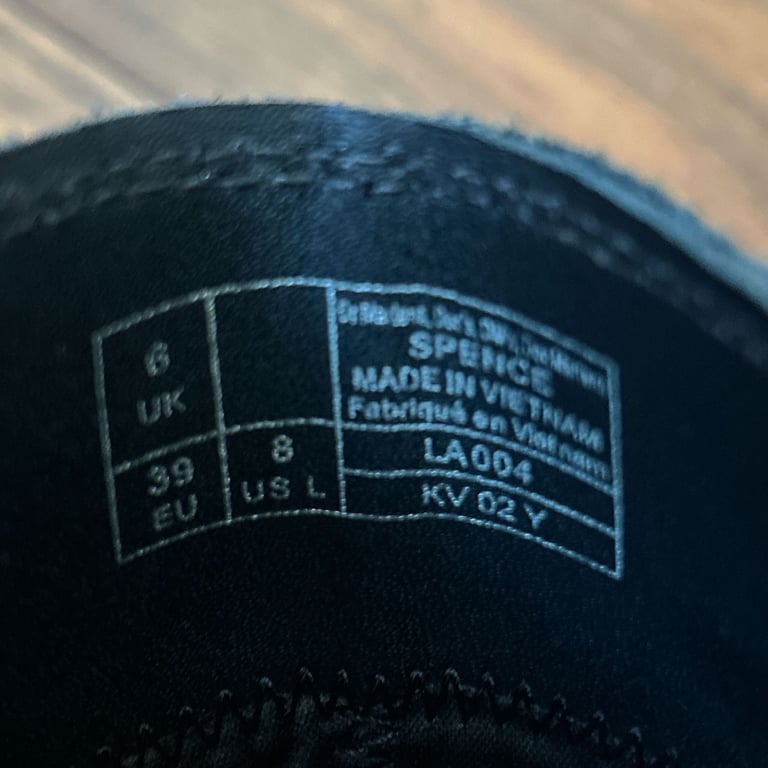 6
UK
39
EU
8
US L
SPENCE
MADE IN VIETNAM
Fabriqué en Vietnam
LA004
KV 02 Y